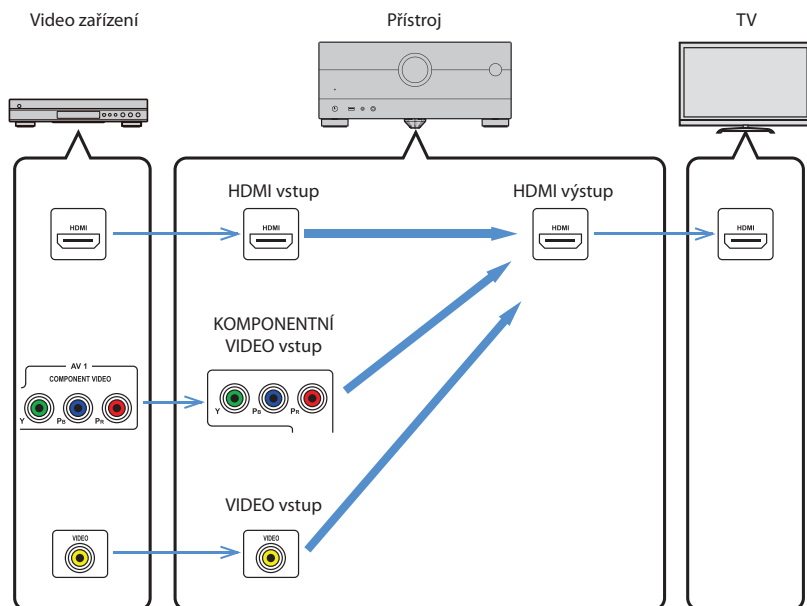 Video zařízení
Přístroj
TV
HDMI vstup
HDMI výstup
HDMI
HDMI
HDMI
HDMI
KOMPONENTNÍ
VIDEO vstup
AV 1
COMPONENT VIDEO
Y PB PR
Y PB PR
VIDEO vstup
VIDEO
VIDEO